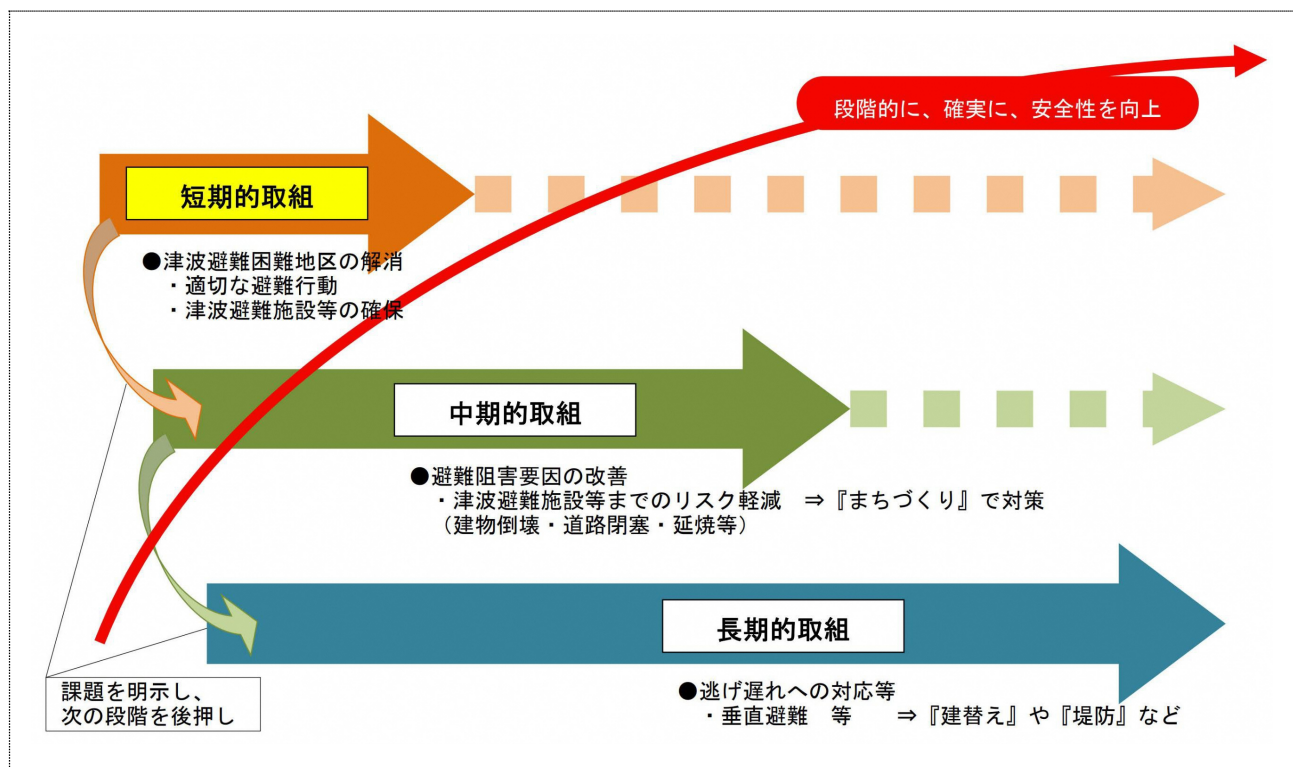 段階的に、確実に、安全性を向上
短期的取組
●津波避難困難地区の解消
・適切な避難行動
・津波避難施設等の確保
中期的取組
●避難阻害要因の改善
・津波避難施設等までのリスク軽減　⇒『まちづくり』で対策
（建物倒壊・道路閉塞・延焼等）
長期的取組
●逃げ遅れへの対応等
・垂直避難　等　　⇒『建替え』や『堤防』など
課題を明示し、
次の段階を後押し